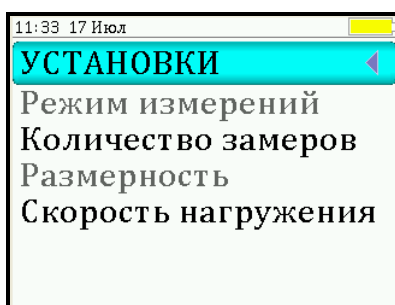 11:33 17 Июл
УСТАНОВКИ
Режим измерений
Количество замеров
Размерность
Скорость нагружения